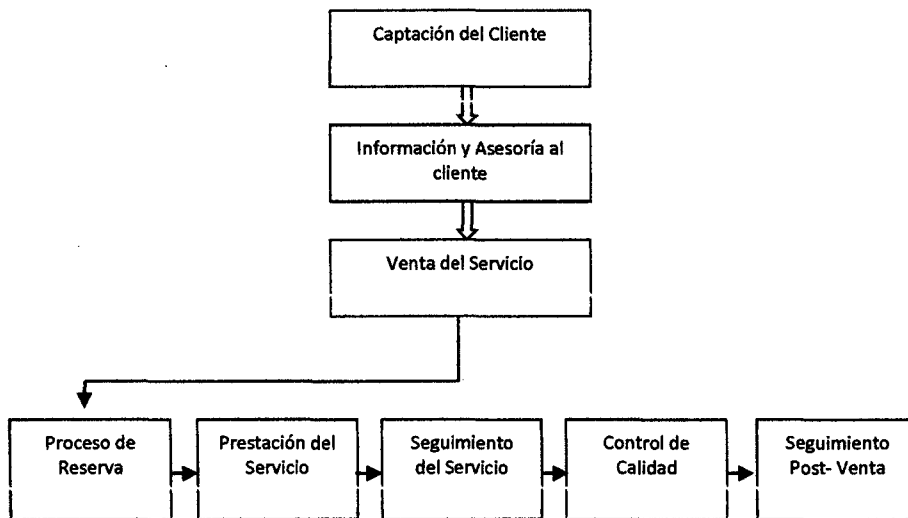 Captación del Cliente
Información y Asesoría al
cliente
Venta del Servicio
Proceso de
Reserva
Prestación del
Servicio
Seguimiento
del Servicio
Control de
Calidad
Seguimiento
Post- Venta